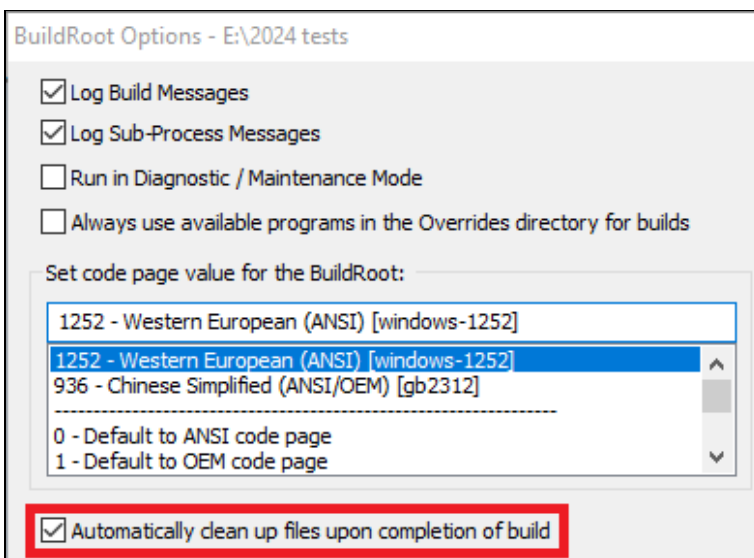 BuildRoot Options - E:\2024 tests
Log Build Messages
Log Sub-Process Messages
Run in Diagnostic / Maintenance Mode
Always use available programs in the Overrides directory for builds
Set code page value for the BuildRoot:
1252 - Western European (ANSI) [windows-1252]
1252 - Western European (ANSI) [windows-1252]
936 - Chinese Simplified (ANSI/OEM) [gb2312]
----------------------------------------------------------------
0 - Default to ANSI code page
1 - Default to OEM code page
Automatically clean up files upon completion of build